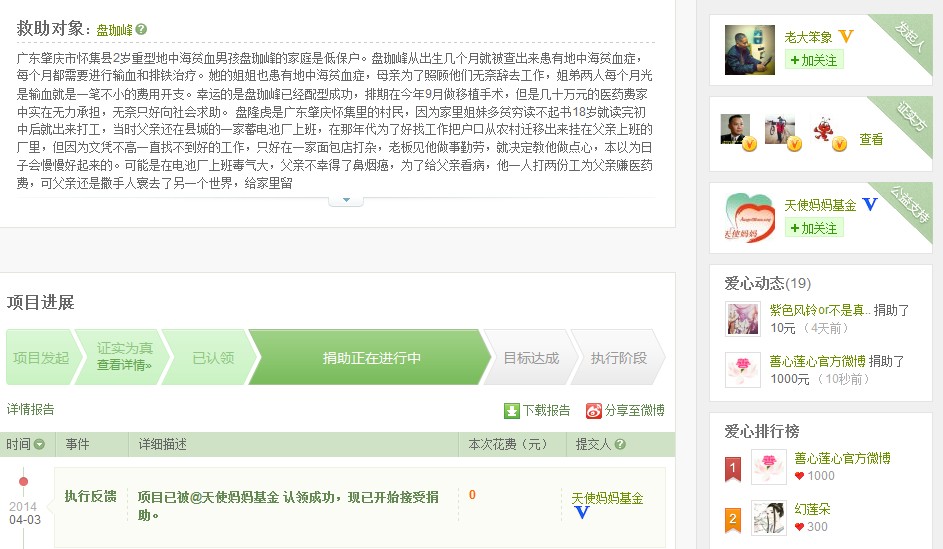 救助对象：盘珈峰
广东肇庆市怀集县2岁重型地中海贫血男孩盘珈峰的家庭是低保户。盘珈峰从出生几个月就被查出来患有地中海贫血症，
每个月都需要进行输血和排铁治疗。她的姐姐也患有地中海贫血症，母亲为了照顾他们无奈辞去工作，姐弟两人每个月光
是输血就是一笔不小的费用开支。幸运的是盘珈峰已经配型成功，排期在今年9月做移植手术，但是几十万元的医药费家
中实在无力承担，无奈只好向社会求助。 盘隆虎是广东肇庆怀集里的村民，因为家里姐妹多贫穷读不起书18岁就读完初
中后就出来打工，当时父亲还在县城的一家蓄电池厂上班，在那年代为了好找工作把户口从农村迁移出来挂在父亲上班的
厂里，但因为文凭不高一直找不到好的工作，只好在一家面包店打杂，老板见他做事勤劳，就决定教他做点心，本以为日
子会慢慢好起来的。可能是在电池厂上班毒气大，父亲不幸得了鼻烟癌，为了给父亲看病，他一人打两份工为父亲赚医药
费，可父亲还是撒手人寰去了另一个世界，给家里留
项目进展
项目发起
证实为真
查看详情»
已认领
捐助正在进行中
目标达成
执行阶段
详情报告
下载报告
分享至微博
时间 事件 详细描述 本次花费（元） 提交人
2014
04-03
执行反馈
项目已被@天使妈妈基金 认领成功，现已开始接受捐
助。
0
天使妈妈基金
老大笨象
+加关注
发起人
证实方
查看
天使妈妈基金
+加关注
公益支持
天使妈妈
爱心动态(19)
紫色风铃or不是真.. 捐助了
10元（4天前）
善心莲心官方微博 捐助了
1000元（10秒前）
爱心排行榜
1
善心莲心官方微博
1000
2
幻莲朵
300